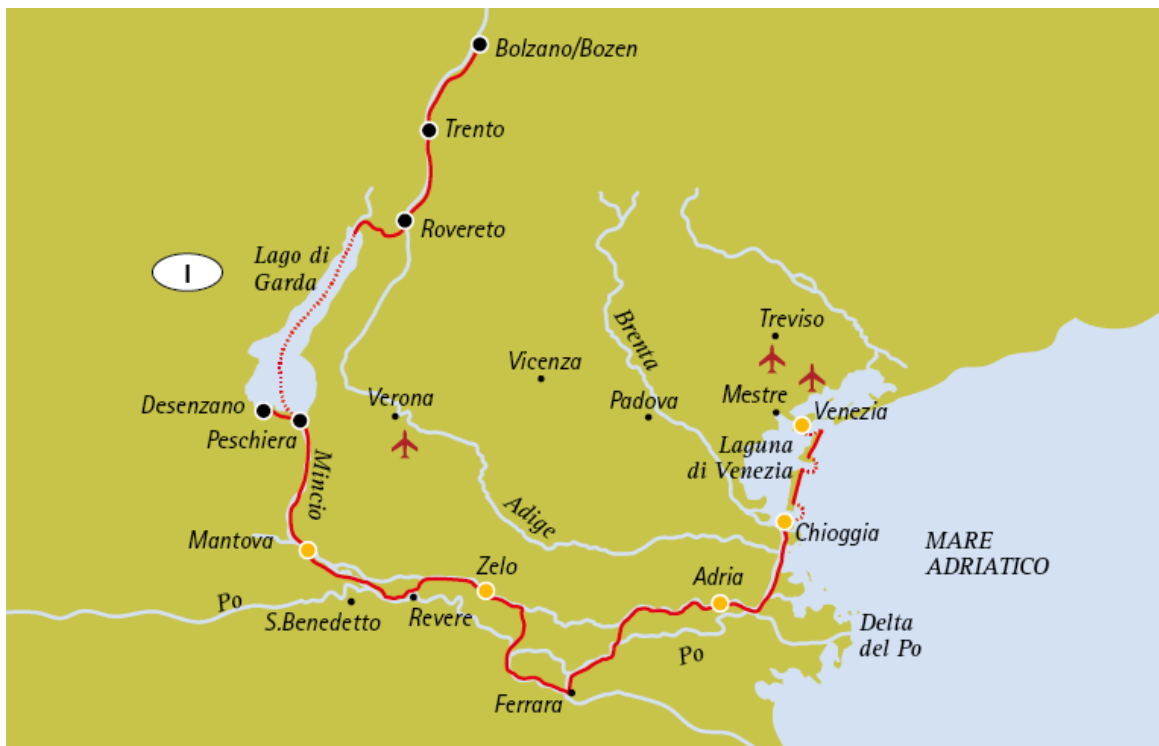 Bolzano/Bozen
Trento
Rovereto
Lago di
Garda
I
Treviso
Brenta
Vicenza
Desenzano
Verona
Padova
Mestre
Venezia
Peschiera
Laguna
di Venezia
Mincio
Adige
Chioggia
Mantova
MARE
ADRIATICO
Zelo
Adria
Po
S.Benedetto
Revere
Delta
del Po
Po
Ferrara